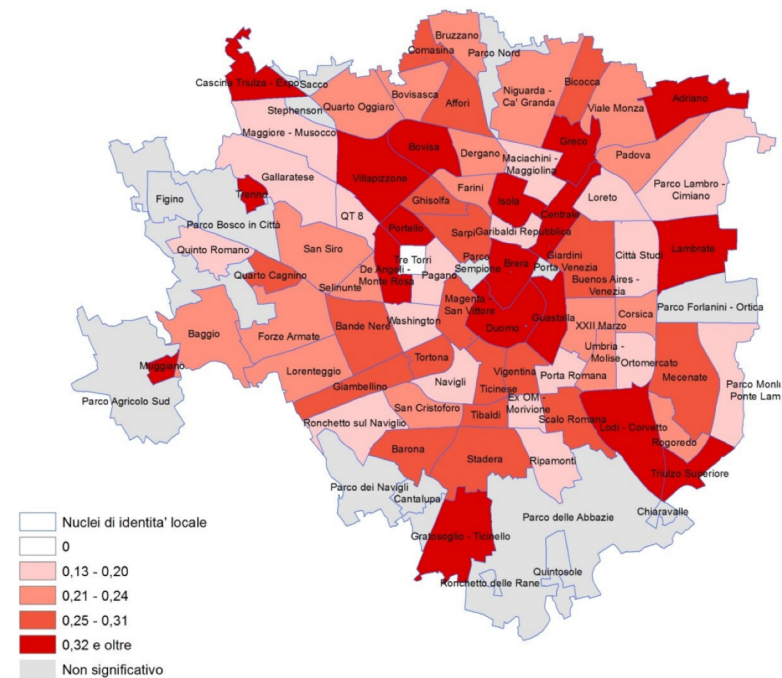 Bruzzano
Comasina
Parco Nord
Cascina Triulza - Expo
Sacco
Bovisasca
Affori
Niguarda -
Ca' Granda
Bicocca
Viale Monza
Adriano
Stephenson
Quarto Oggiaro
Maggiore - Musocco
Bovisa
Dergano
Greco
Maciachini -
Maggiolina
Padova
Gallaratese
Villapizzone
Farini
Parco Lambro -
Cimiano
Trenno
Figino
Ghisolfa
Isola
Loreto
QT 8
Centrale
Parco Bosco in Città
Portello
Sarpi
Garibaldi Repubblica
Quinto Romano
San Siro
Tre Torri
Parco
Sempione
Brera
Giardini
Porta Venezia
Città Studi
Lambrate
Quarto Cagnino
De Angeli -
Monte Rosa
Pagano
Buenos Aires -
Venezia
Selinunte
Magenta -
San Vittore
Parco Forlanini - Ortica
Baggio
Forze Armate
Bande Nere
Washington
Duomo
Guastalla
XXII Marzo
Corsica
Umbria -
Molise
Muggiano
Lorenteggio
Tortona
Vigentina
Porta Romana
Ortomercato
Mecenate
Parco Monlu
Ponte Lam
Parco Agricolo Sud
Giambellino
Navigli
Ticinese
Ex OM -
Morivione
Ronchetto sul Naviglio
San Cristoforo
Tibaldi
Scalo Romana
Lodi - Corvetto
Rogoredo
Barona
Stadera
Ripamonti
Triulzo Superiore
Parco dei Navigli
Cantalupa
Parco delle Abbazie
Chiaravalle
Gratosoglio - Ticinello
Quintosole
Ronchetto delle Rane
Nuclei di identita' locale
0
0,13 - 0,20
0,21 - 0,24
0,25 - 0,31
0,32 e oltre
Non significativo